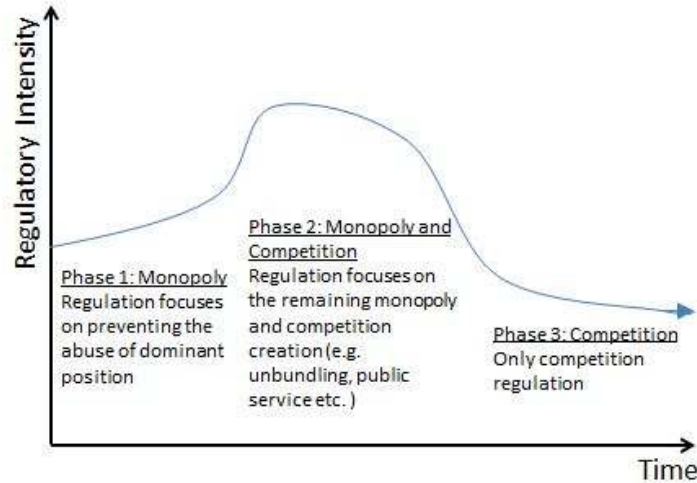 Regulatory Intensity
Phase 1: Monopoly
Regulation focuses
on preventing the
abuse of dominant
position
Phase 2: Monopoly and
Competition
Regulation focuses on
the remaining monopoly
and competition
creation (e.g.
unbundling, public
service etc. )
Phase 3: Competition
Only competition
regulation
Time